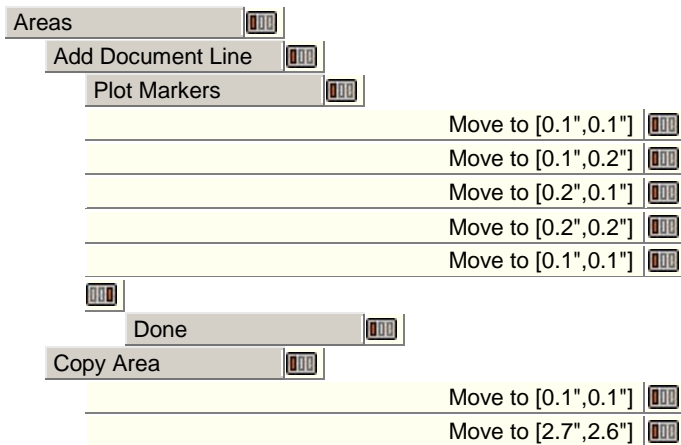 Areas
Add Document Line
Plot Markers
Move to [0.1",0.1"]
Move to [0.1",0.2"]
Move to [0.2",0.1"]
Move to [0.2",0.2"]
Move to [0.1",0.1"]
Done
Copy Area
Move to [0.1",0.1"]
Move to [2.7",2.6"]